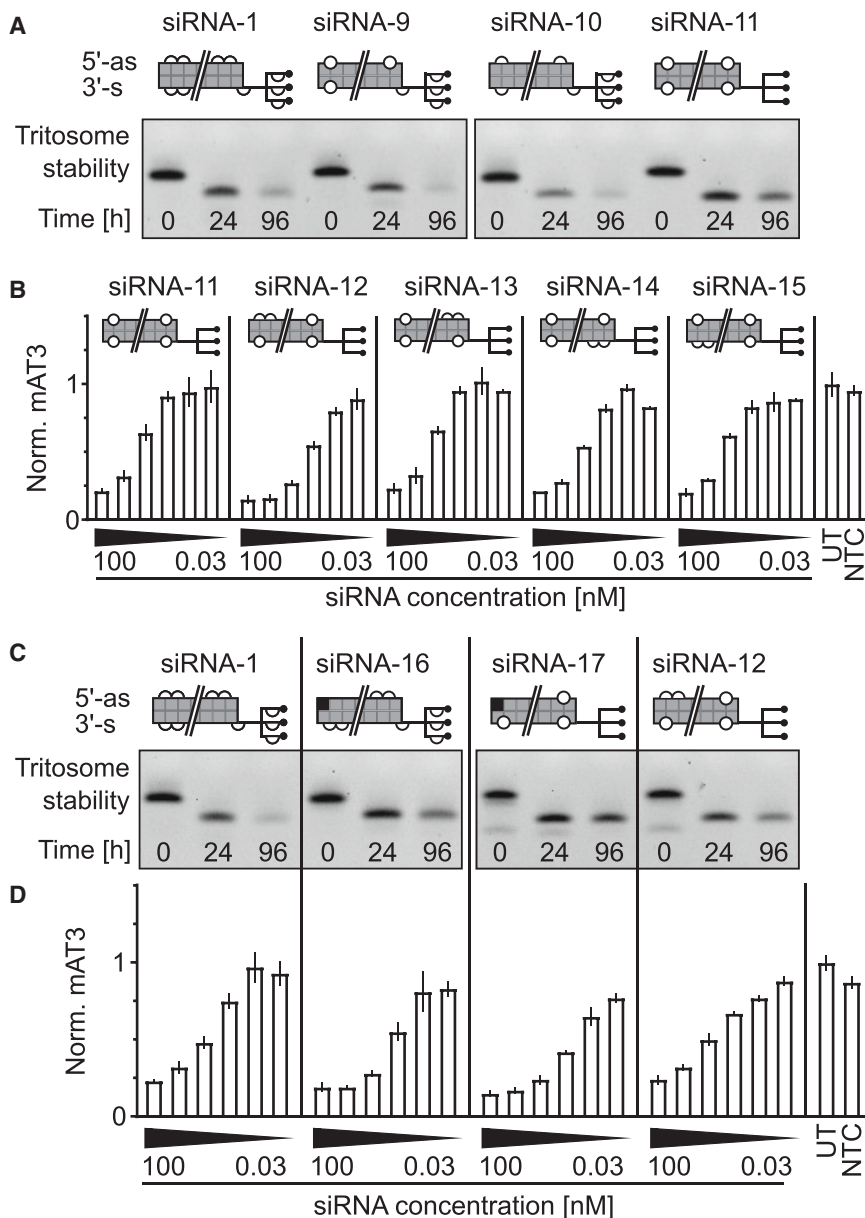 A
siRNA-1 siRNA-9 siRNA-10 siRNA-11
5'-as
3'-s
Tritosome
stability
Time [h] 0 24 96 0 24 96 0 24 96 0 24 96
B
siRNA-11 siRNA-12 siRNA-13 siRNA-14 siRNA-15
Norm. mAT3
1
0
100 0.03 100 0.03 100 0.03 100 0.03 100 0.03 UT NTC
siRNA concentration [nM]
C
siRNA-1 siRNA-16 siRNA-17 siRNA-12
5'-as
3'-s
Tritosome
stability
Time [h] 0 24 96 0 24 96 0 24 96 0 24 96
D
Norm. mAT3
1
0
100 0.03 100 0.03 100 0.03 100 0.03 UT NTC
siRNA concentration [nM]